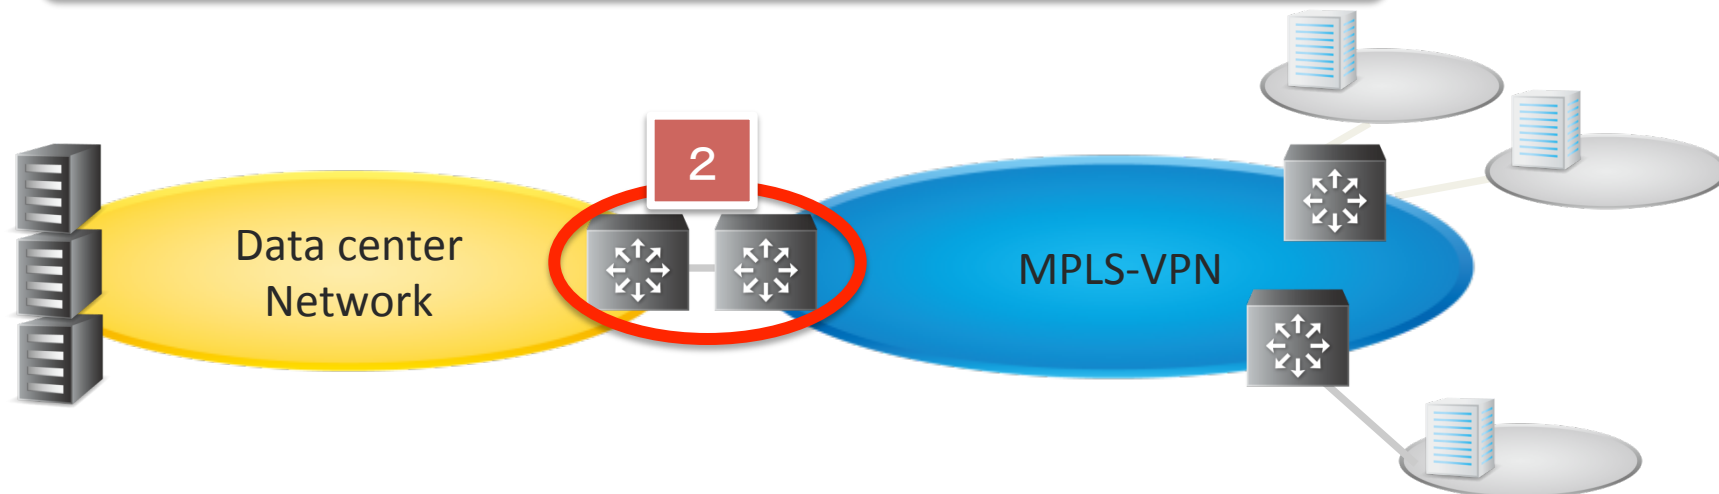 ２
Data center
Network
MPLS-VPN